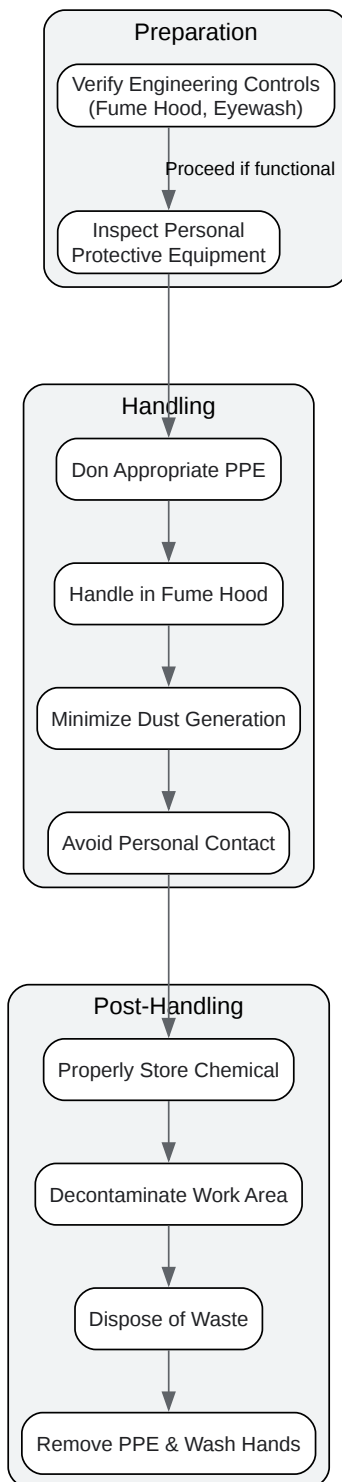 Preparation
Verify Engineering Controls
(Fume Hood, Eyewash)
Proceed if functional
Inspect Personal
Protective Equipment
Handling
Don Appropriate PPE
Handle in Fume Hood
Minimize Dust Generation
Avoid Personal Contact
Post-Handling
Properly Store Chemical
Decontaminate Work Area
Dispose of Waste
Remove PPE & Wash Hands